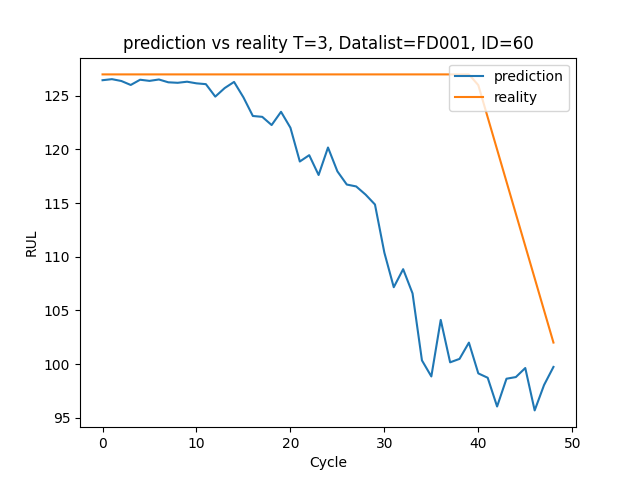 prediction vs reality T=3, Datalist=FD001, ID=60
prediction
reality
125
120
115
110
105
100
95
RUL
0 10 20 30 40 50
Cycle